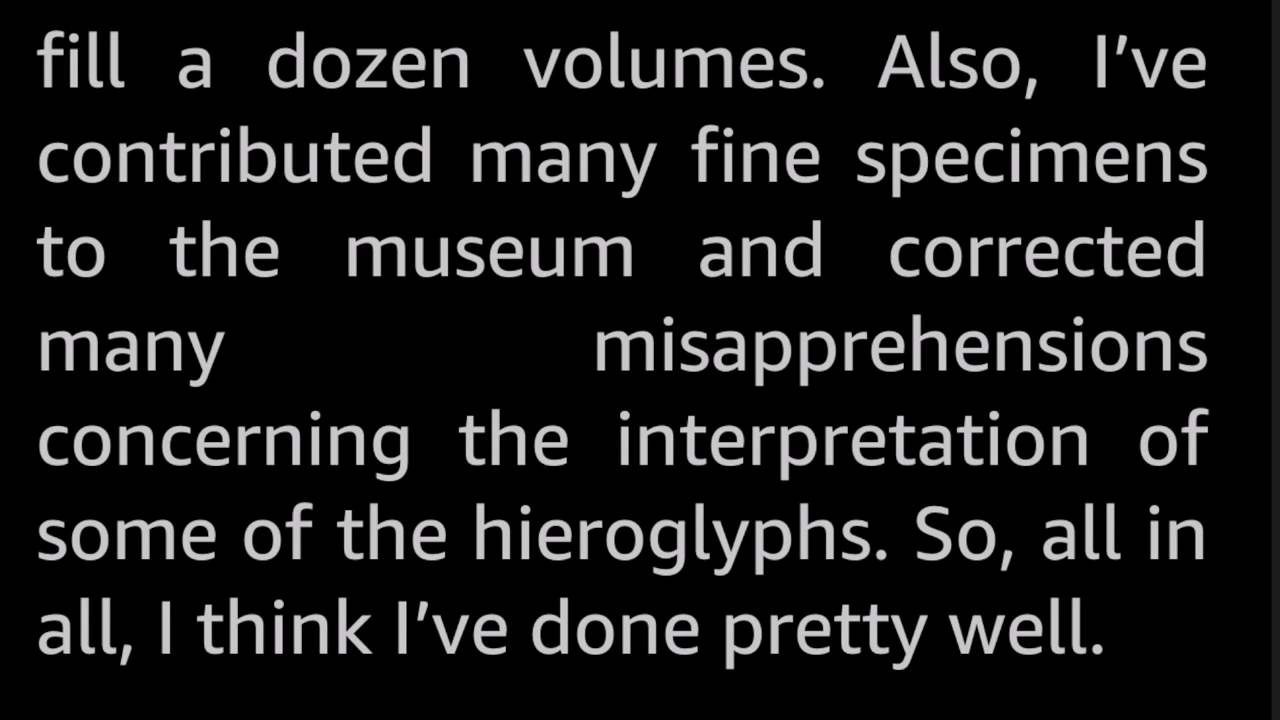 fill a dozen volumes. Also, I’ve
contributed many fine specimens
to the museum and corrected
many misapprehensions
concerning the interpretation of
some of the hieroglyphs. So, all in
all, I think I’ve done pretty well.